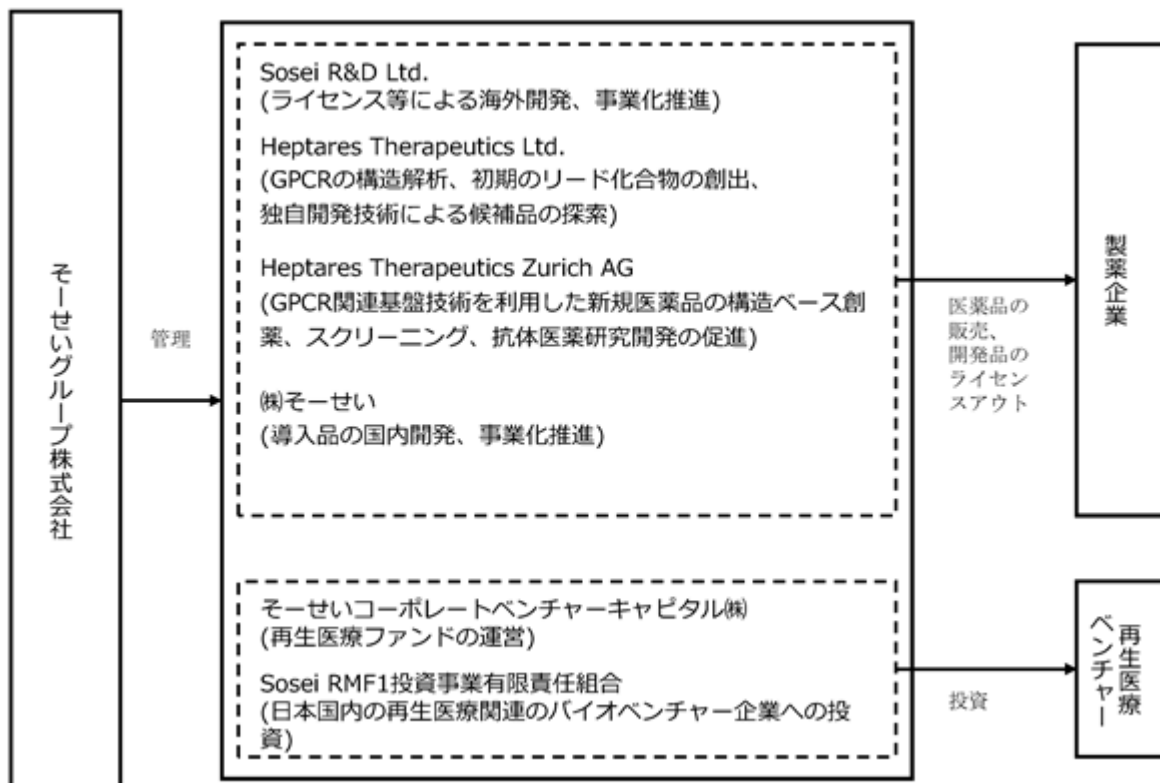 そーせいグループ株式会社
管理
Sosei R&D Ltd.
(ライセンス等による海外開発、事業化推進)
Heptares Therapeutics Ltd.
(GPCRの構造解析、初期のリード化合物の創出、
独自開発技術による候補品の探索)
Heptares Therapeutics Zurich AG
(GPCR関連基盤技術を利用した新規医薬品の構造ベース創
薬、スクリーニング、抗体医薬研究開発の促進)
㈱そーせい
(導入品の国内開発、事業化推進)
医薬品の
販売、
開発品の
ライセン
スアウト
製薬企業
そーせいコーポレートベンチャーキャピタル㈱
(再生医療ファンドの運営)
Sosei RMF1投資事業有限責任組合
(日本国内の再生医療関連のバイオベンチャー企業への投
資)
投資
再生医療
ベンチャー